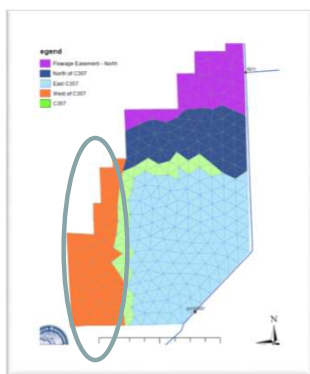 egend
Flowage Easement - North
North of C357
East C357
West of C357
C357
N